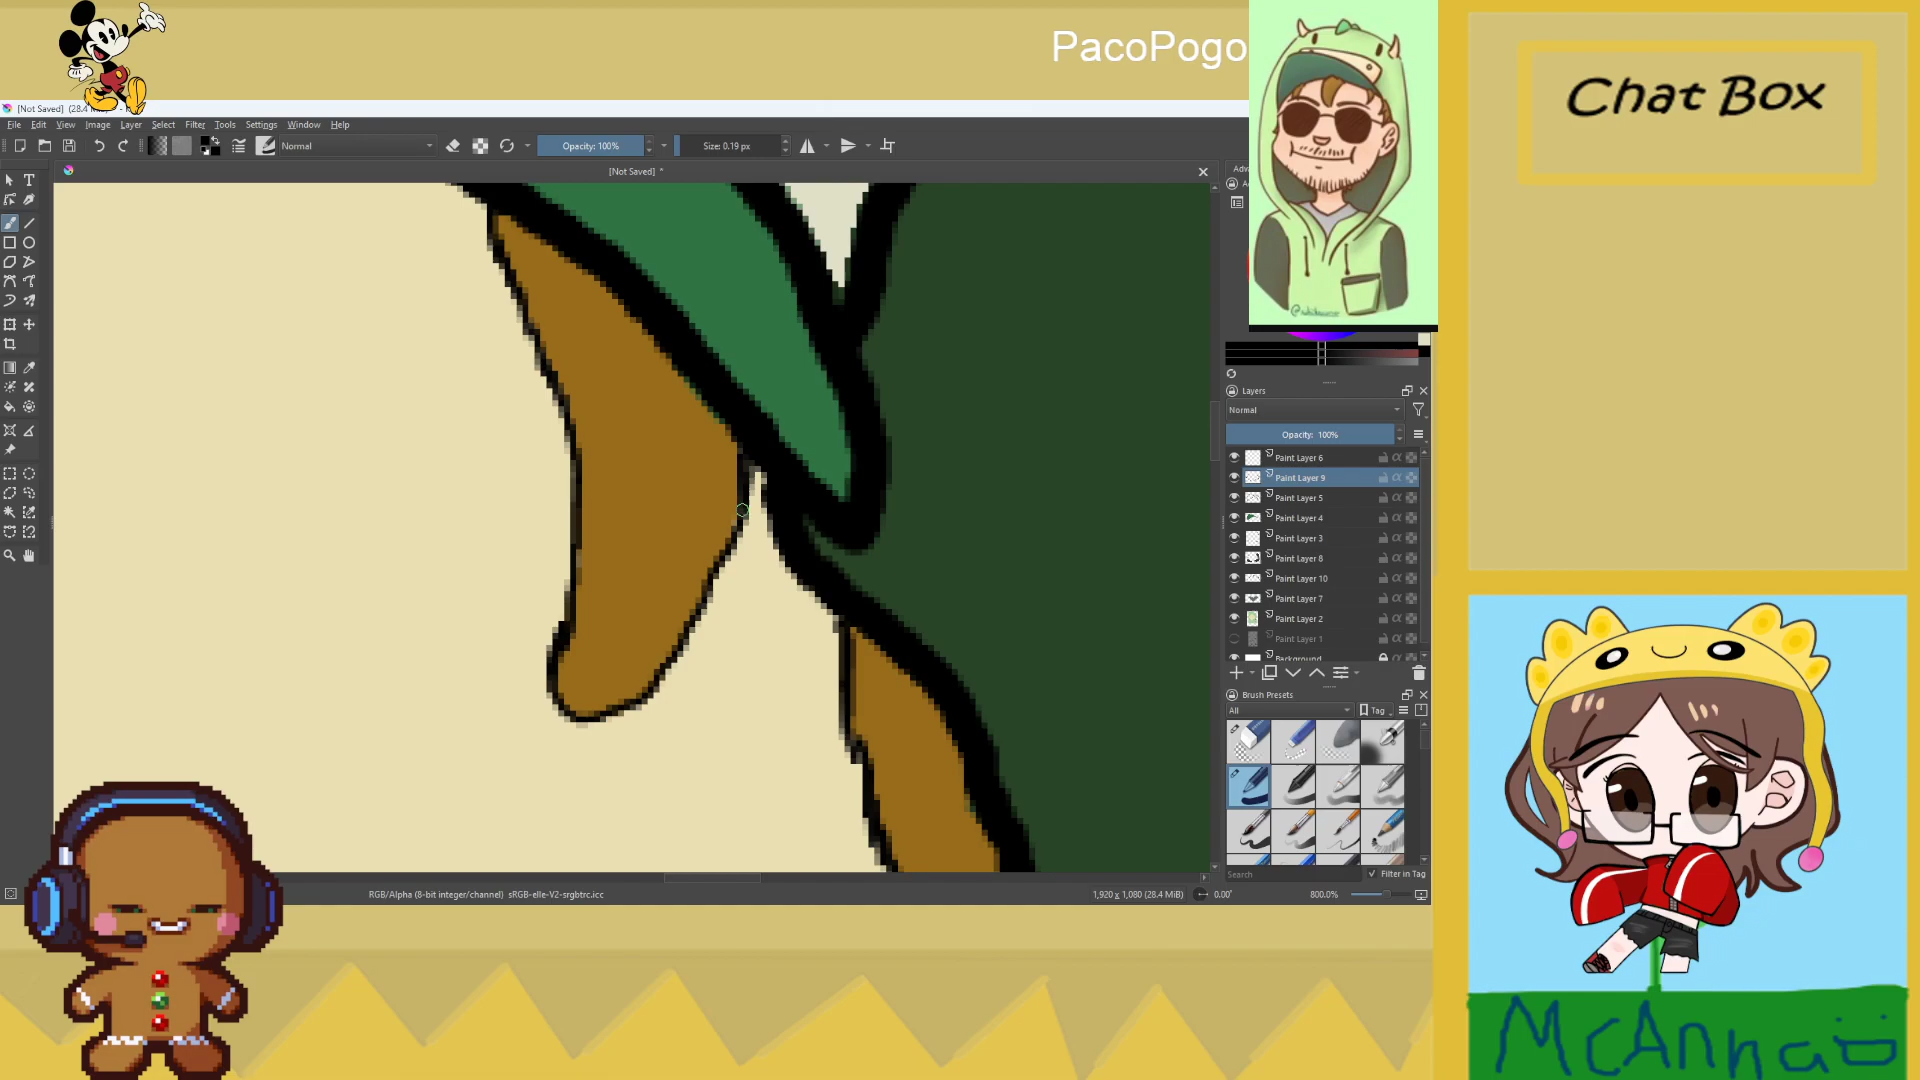 PacoPogo
Chat Box
[Not Saved] (28.4
File Edit View Image Layer Select Filter Tools Settings Window Help
Normal
Opacity: 100%
Size: 0.19 px
[Not Saved] *
Layers
Normal
Opacity: 100%
Paint Layer 6
Paint Layer 9
Paint Layer 5
Paint Layer 4
Paint Layer 3
Paint Layer 8
Paint Layer 10
Paint Layer 7
Paint Layer 2
Paint Layer 1
Background
Brush Presets
All
Tag
Search
Filter in Tag
RGB/Alpha (8-bit integer/channel) sRGB-elle-V2-srgbtrc.icc
1,920 x 1,080 (28.4 MiB)
0.00°
800.0%
McAnna